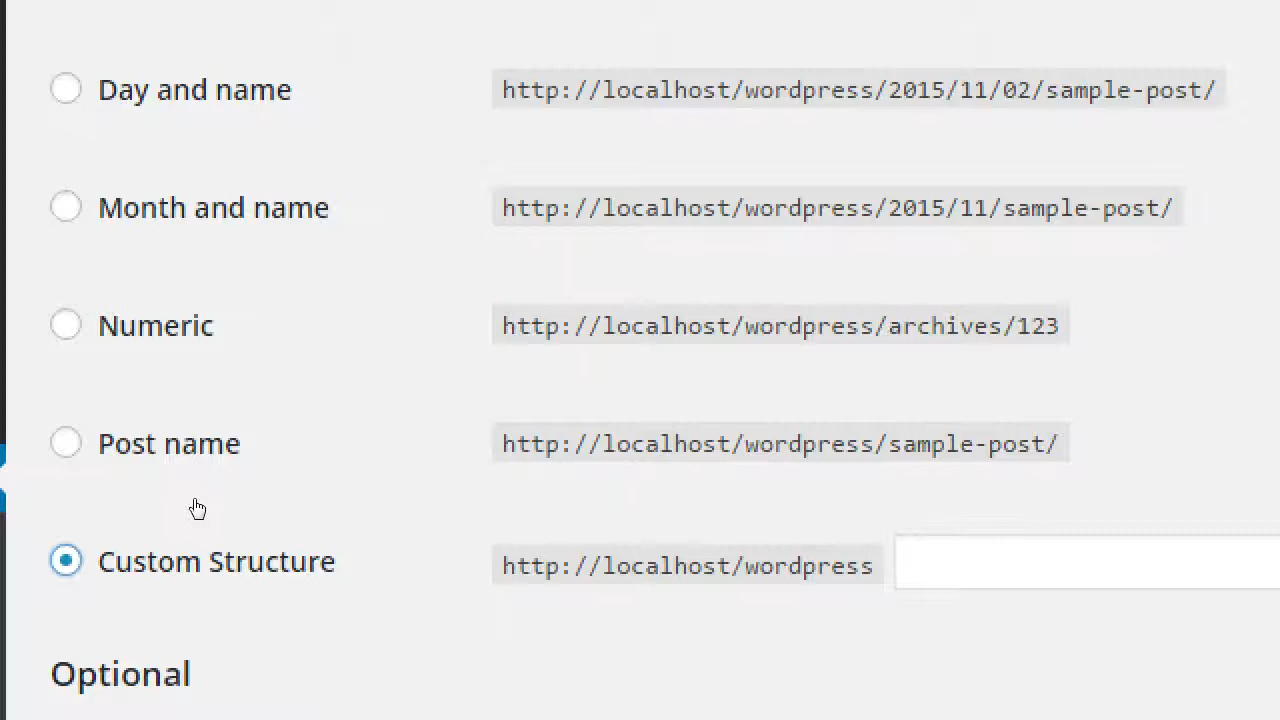 Day and name http://localhost/wordpress/2015/11/02/sample-post/
Month and name http://localhost/wordpress/2015/11/sample-post/
Numeric http://localhost/wordpress/archives/123
Post name http://localhost/wordpress/sample-post/
Custom Structure http://localhost/wordpress
Optional